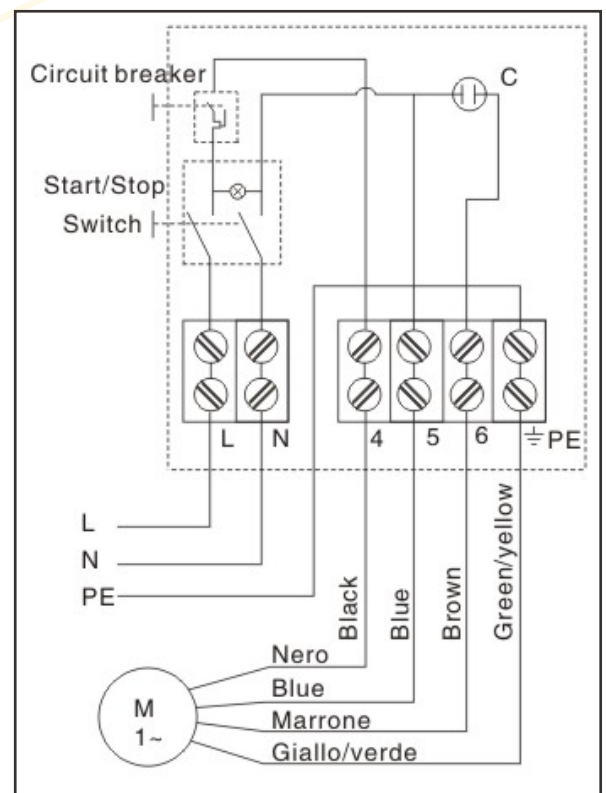 Circuit breaker
C
Start/Stop
Switch
L N 4 5 6 PE
L
N
PE
Black
Blue
Brown
Green/yellow
Nero
Blue
Marrone
Giallo/verde
M
1~